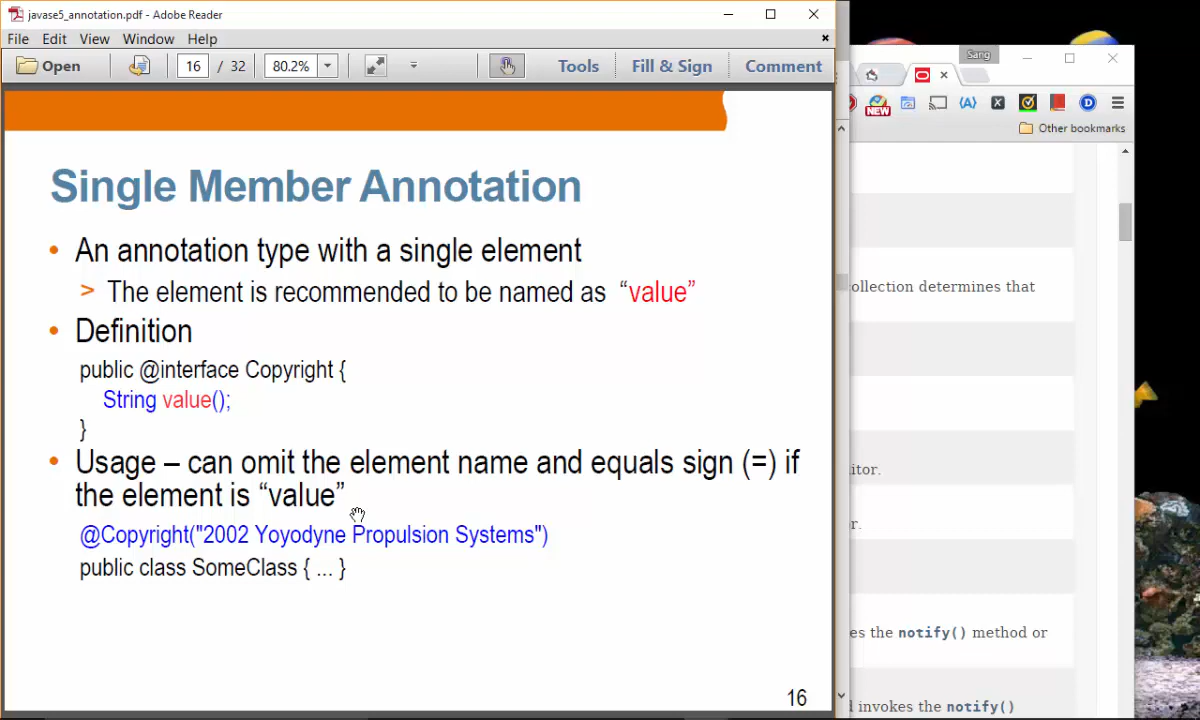 javase5_annotation.pdf - Adobe Reader
File Edit View Window Help
Open 16 / 32 80.2% Tools Fill & Sign Comment
Single Member Annotation
• An annotation type with a single element
> The element is recommended to be named as “value”
• Definition
public @interface Copyright {
String value();
}
• Usage – can omit the element name and equals sign (=) if
the element is “value”
@Copyright("2002 Yoyodyne Propulsion Systems")
public class SomeClass { ... }
16
Sang
NEW
Other bookmarks
ollection determines that
itor.
r.
es the notify() method or
d invokes the notify()